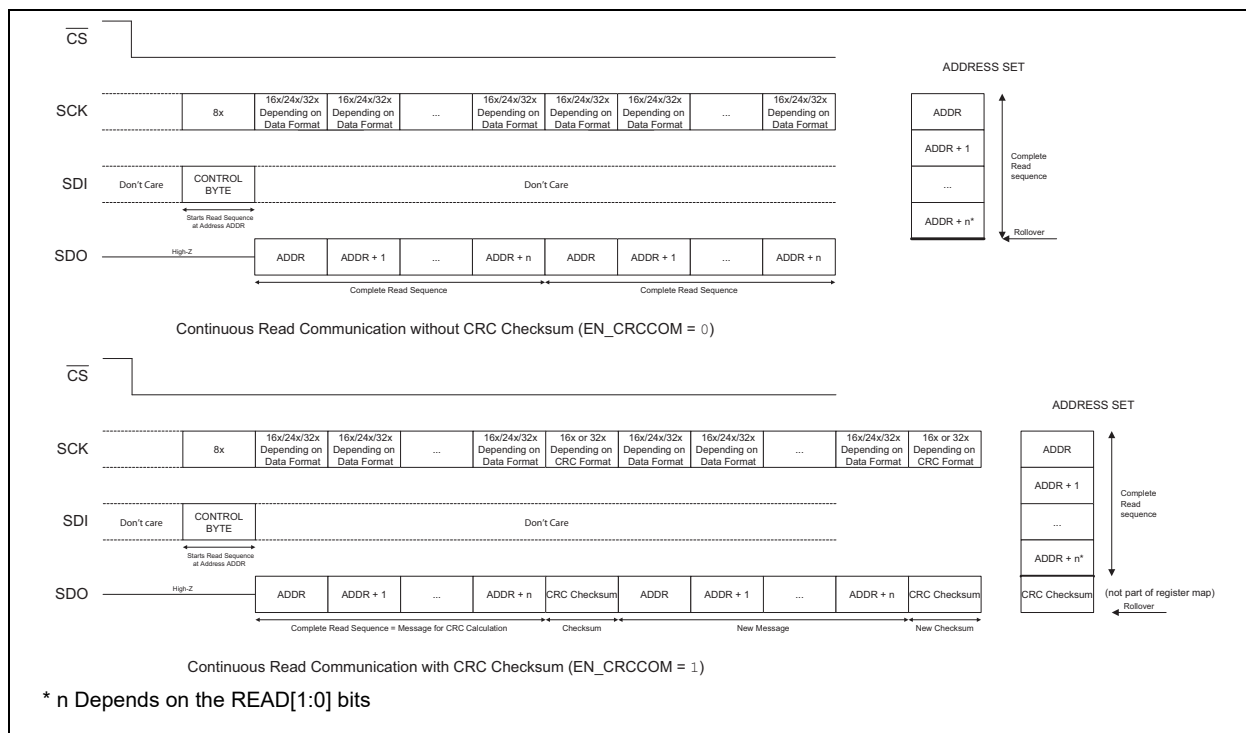 CS
ADDRESS SET
SCK
8x
16x/24x/32x
Depending on
Data Format
16x/24x/32x
Depending on
Data Format
...
16x/24x/32x
Depending on
Data Format
16x/24x/32x
Depending on
Data Format
16x/24x/32x
Depending on
Data Format
...
16x/24x/32x
Depending on
Data Format
ADDR
ADDR + 1
...
ADDR + n*
Complete
Read
sequence
Rollover
SDI
Don't Care
CONTROL
BYTE
Don't Care
Starts Read Sequence
at Address ADDR
SDO
High-Z
ADDR
ADDR + 1
...
ADDR + n
ADDR
ADDR + 1
...
ADDR + n
Complete Read Sequence
Complete Read Sequence
Continuous Read Communication without CRC Checksum (EN_CRCCOM = 0)
CS
ADDRESS SET
SCK
8x
16x/24x/32x
Depending on
Data Format
16x/24x/32x
Depending on
Data Format
...
16x/24x/32x
Depending on
Data Format
16x or 32x
Depending on
CRC Format
16x/24x/32x
Depending on
Data Format
16x/24x/32x
Depending on
Data Format
...
16x/24x/32x
Depending on
Data Format
16x or 32x
Depending on
CRC Format
ADDR
ADDR + 1
...
ADDR + n*
CRC Checksum
Complete
Read
sequence
(not part of register map)
Rollover
SDI
Don't care
CONTROL
BYTE
Don't Care
Starts Read Sequence
at Address ADDR
SDO
High-Z
ADDR
ADDR + 1
...
ADDR + n
CRC Checksum
ADDR
ADDR + 1
...
ADDR + n
CRC Checksum
Complete Read Sequence = Message for CRC Calculation
Checksum
New Message
New Checksum
Continuous Read Communication with CRC Checksum (EN_CRCCOM = 1)
* n Depends on the READ[1:0] bits